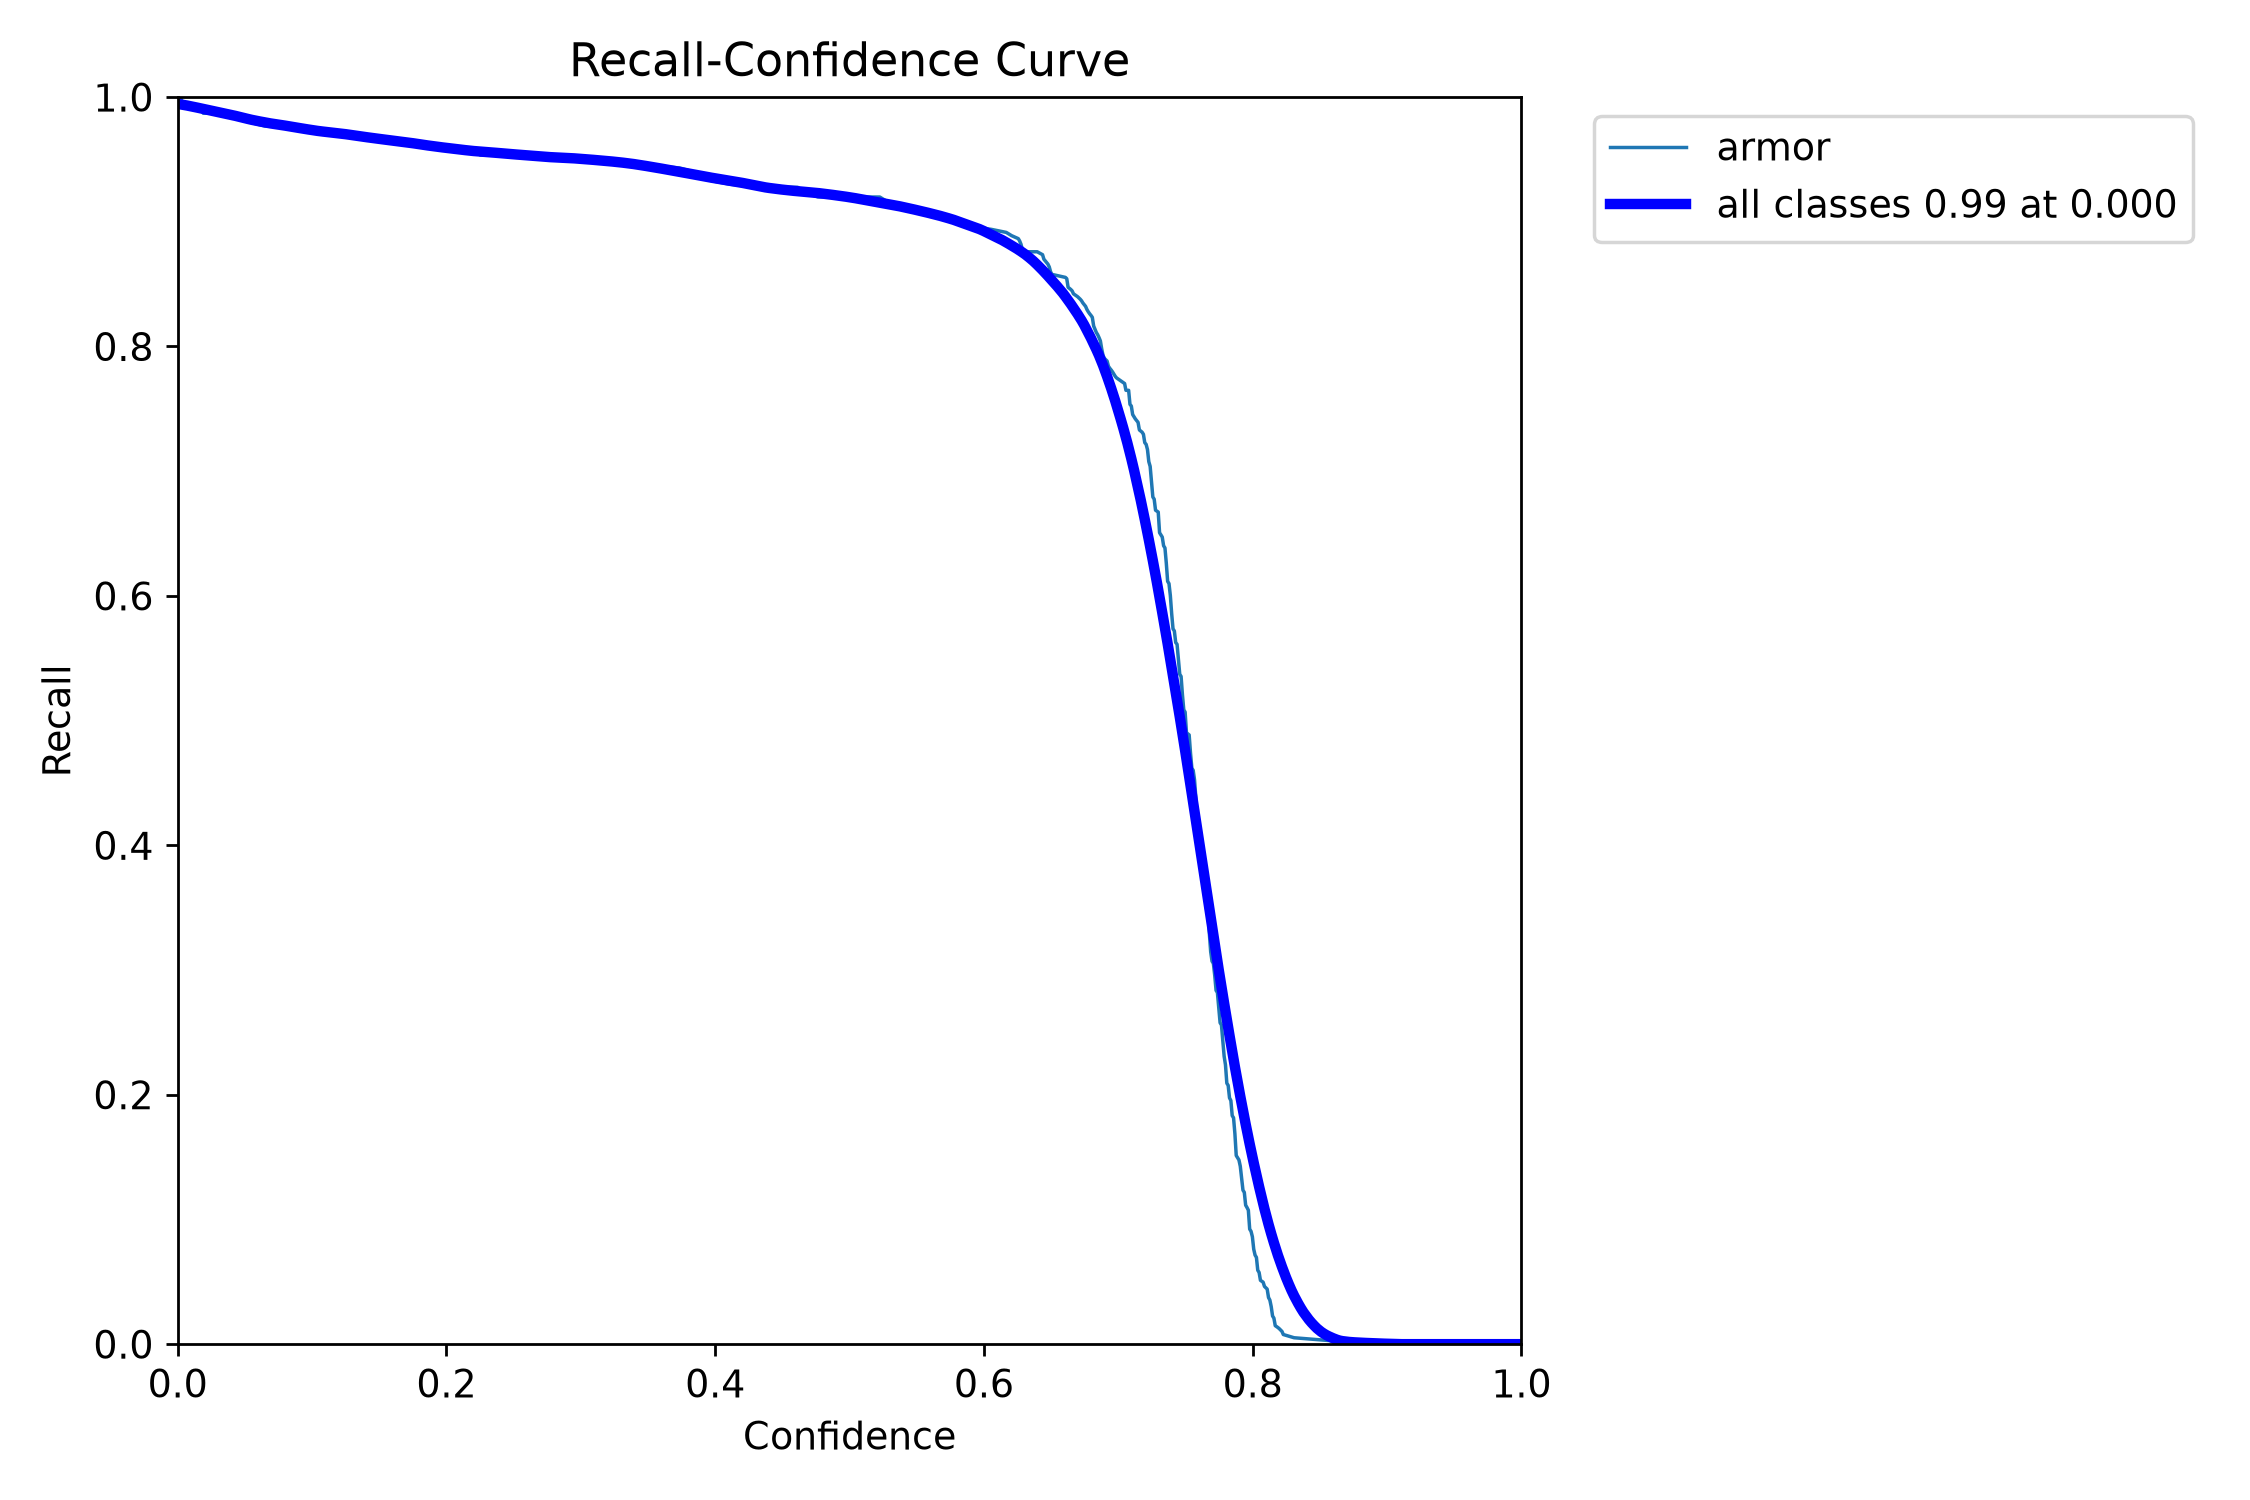 Recall-Confidence Curve
1.0
0.8
0.6
0.4
0.2
0.0
Recall
0.0 0.2 0.4 0.6 0.8 1.0
Confidence
armor
all classes 0.99 at 0.000